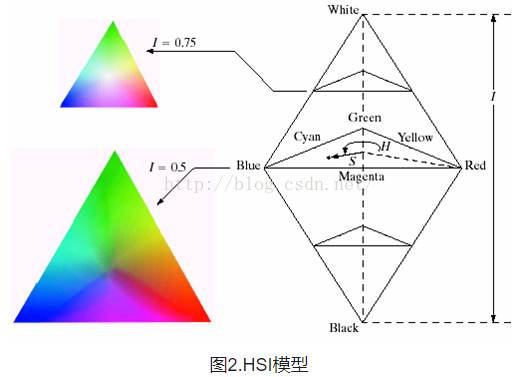 White
I = 0.75
I
Green
Cyan
Yellow
H
I = 0.5
Blue
S
Red
http://blog.csdn.net/
Magenta
Black
图2.HSI模型